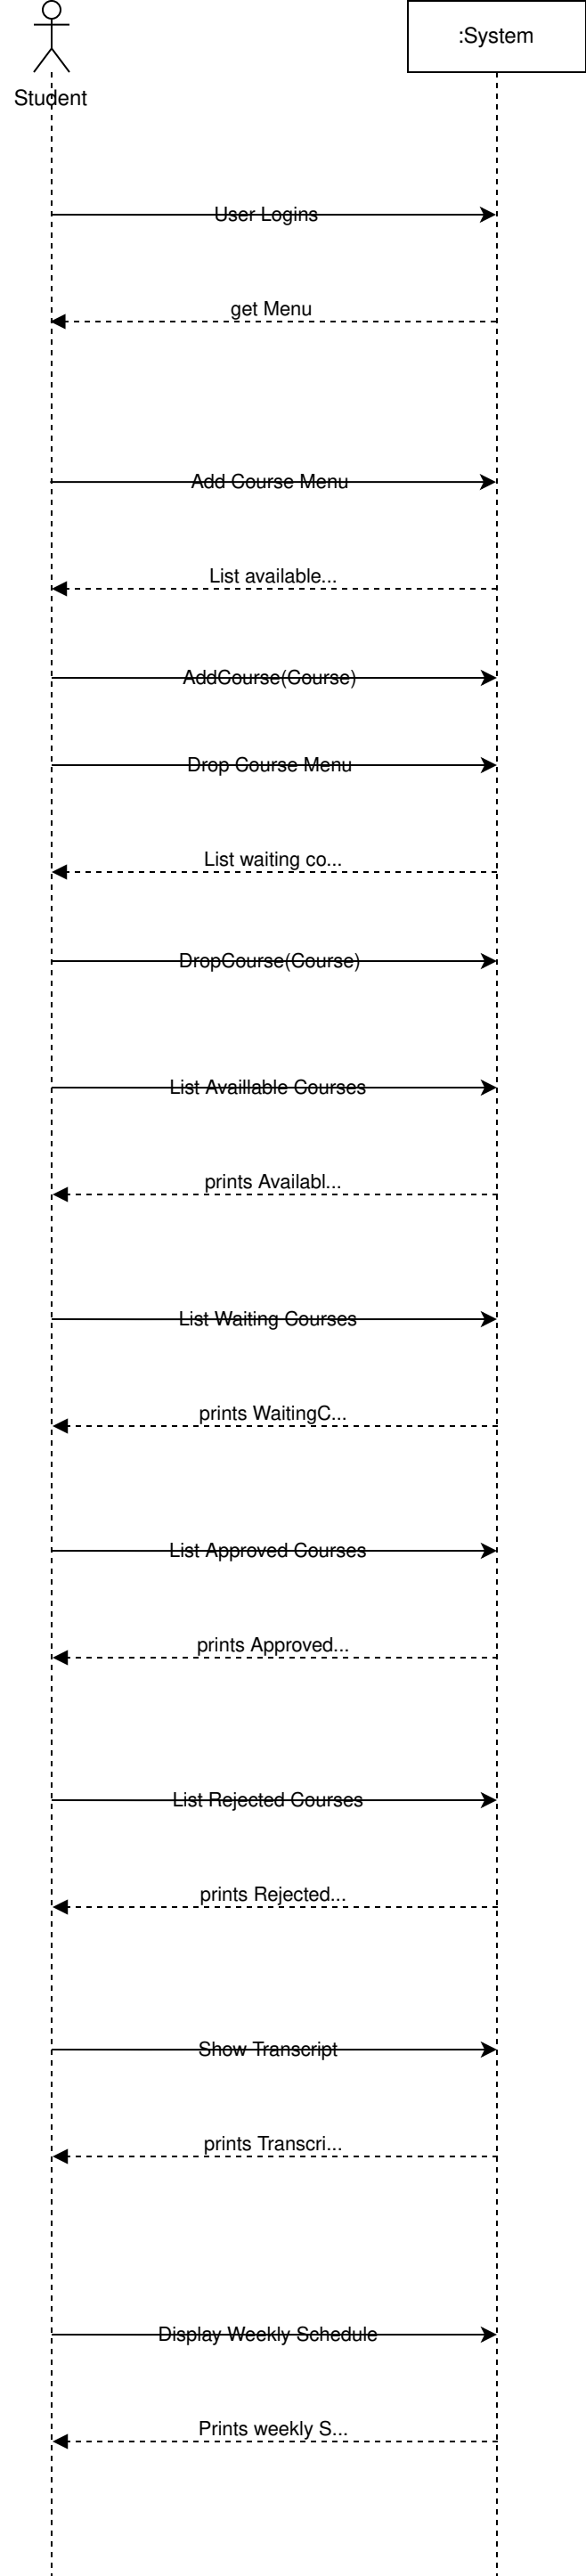 :System
Student
User Logins
get Menu
Add Course Menu
List available...
AddCourse(Course)
Drop Course Menu
List waiting co...
DropCourse(Course)
List Availlable Courses
prints Availabl...
List Waiting Courses
prints WaitingC...
List Approved Courses
prints Approved...
List Rejected Courses
prints Rejected...
Show Transcript
prints Transcri...
Display Weekly Schedule
Prints weekly S...